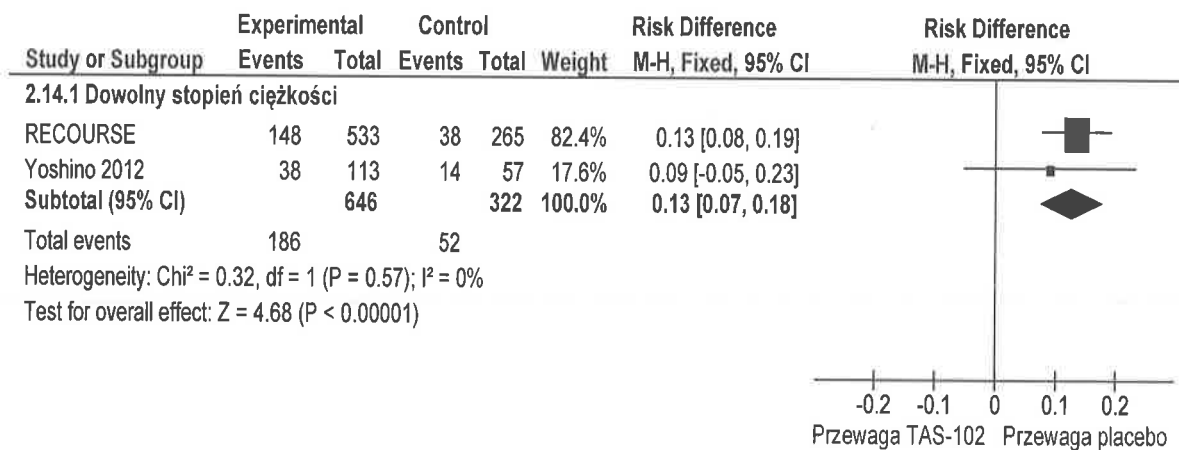 Experimental Control Risk Difference Risk Difference
Study or Subgroup Events Total Events Total Weight M-H, Fixed, 95% CI M-H, Fixed, 95% CI
2.14.1 Dowolny stopień ciężkości
RECOURSE 148 533 38 265 82.4% 0.13 [0.08, 0.19]
Yoshino 2012 38 113 14 57 17.6% 0.09 [-0.05, 0.23]
Subtotal (95% CI) 646 322 100.0% 0.13 [0.07, 0.18]
Total events 186 52
Heterogeneity: Chi² = 0.32, df = 1 (P = 0.57); I² = 0%
Test for overall effect: Z = 4.68 (P < 0.00001)
-0.2 -0.1 0 0.1 0.2
Przewaga TAS-102 Przewaga placebo